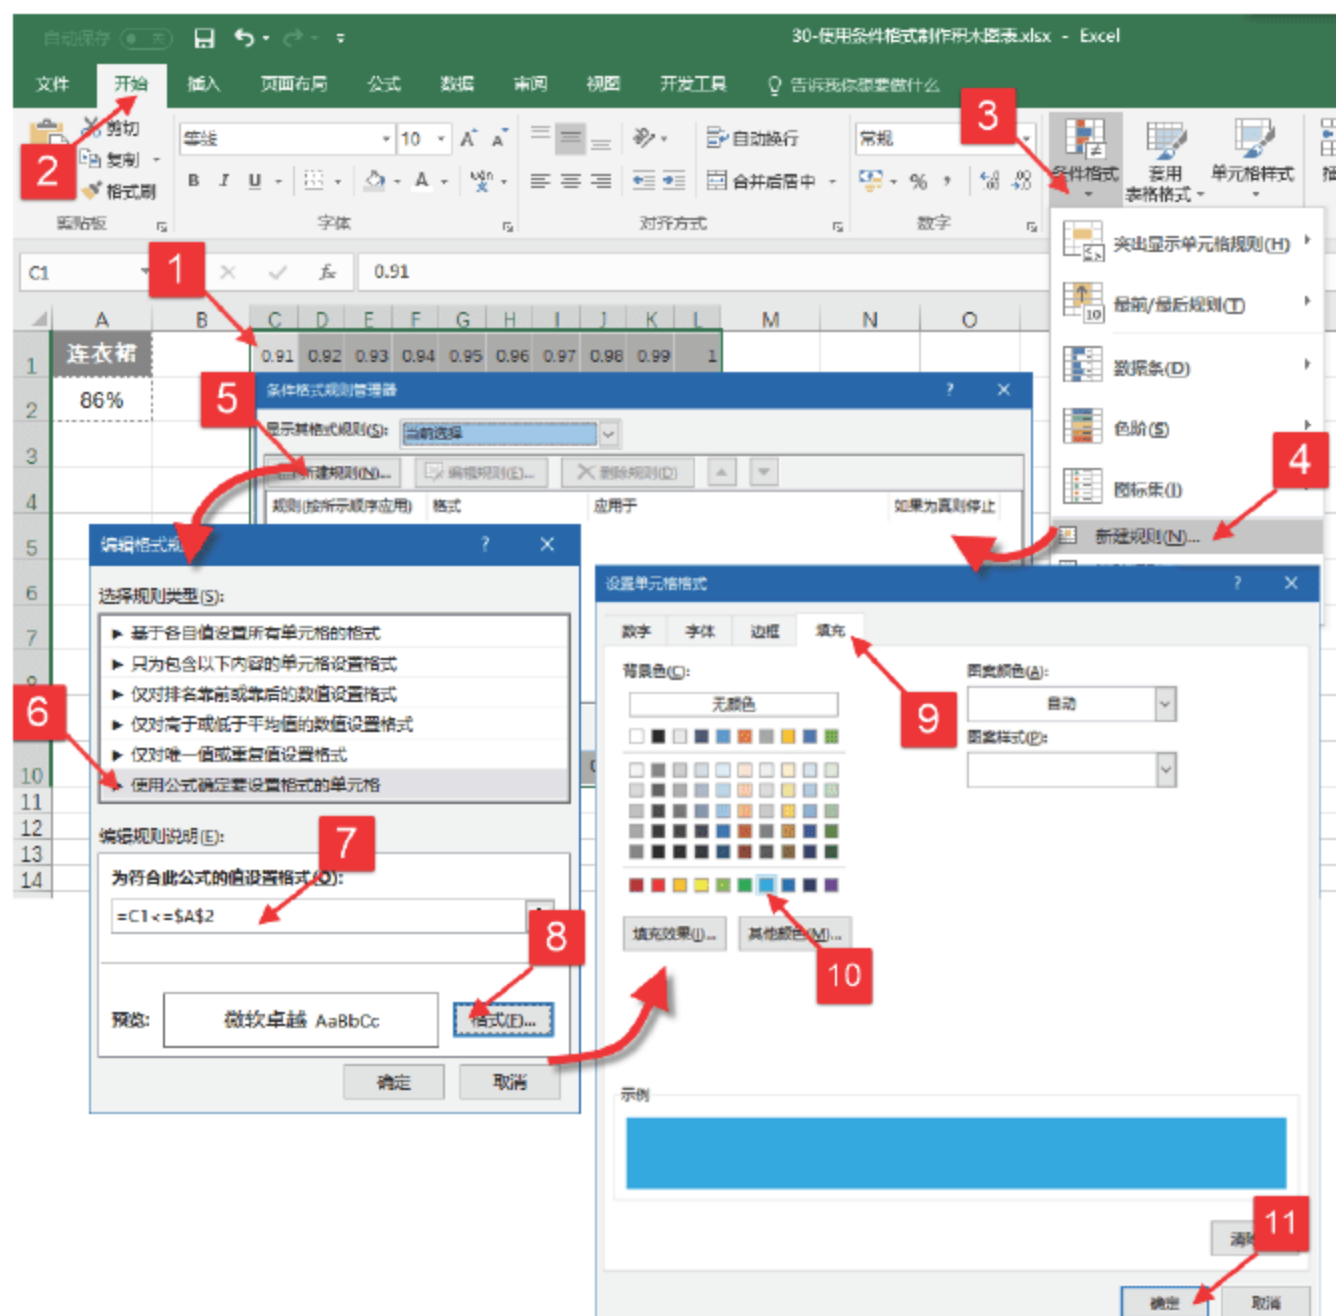 自动保存 关
30-使用条件格式制作积木图表.xlsx - Excel
文件 开始 插入 页面布局 公式 数据 审阅 视图 开发工具 告诉我你想要做什么
剪切
复制
格式刷
剪贴板
2
等线 10
B I U
A
字体
自动换行
合并后居中
对齐方式
常规
% ,
数字
3
条件格式
套用
表格格式
单元格样式
C1 fx 0.91
1
A B C D E F G H I J K L M N O
1 连衣裙 0.91 0.92 0.93 0.94 0.95 0.96 0.97 0.98 0.99 1
2 86%
3
4
5
6
7
8
10
11
12
13
14
突出显示单元格规则(H)
最前/最后规则(T)
数据条(D)
色阶(S)
图标集(I)
新建规则(N)...
4
5
条件格式规则管理器 ? ×
显示其格式规则(S): 当前选择
新建规则(N)... 编辑规则(E)... 删除规则(D)
规则(按所示顺序应用) 格式 应用于 如果为真则停止
编辑格式规 ? ×
选择规则类型(S):
► 基于各自值设置所有单元格的格式
► 只为包含以下内容的单元格设置格式
► 仅对排名靠前或靠后的数值设置格式
► 仅对高于或低于平均值的数值设置格式
► 仅对唯一值或重复值设置格式
► 使用公式确定要设置格式的单元格
6
编辑规则说明(E):
7
为符合此公式的值设置格式(O):
=C1<=$A$2
8
预览: 微软卓越 AaBbCc 格式(F)...
确定 取消
设置单元格格式 ? ×
数字 字体 边框 填充
9
背景色(C):
无颜色
图案颜色(A):
自动
图案样式(P):
填充效果(I)... 其他颜色(M)...
10
示例
11
清除
确定 取消